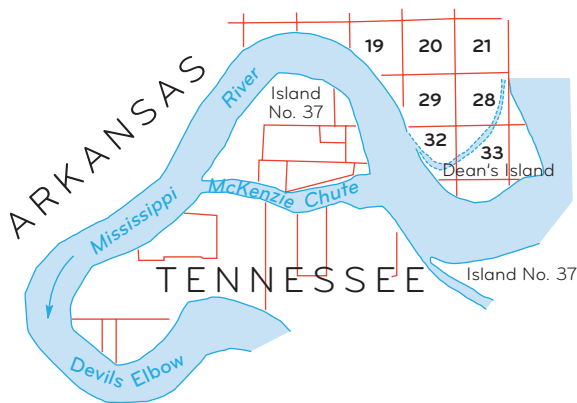 19 20 21
ARKANSAS
River
Island
No. 37
29 28
32 33
Dean's Island
McKenzie Chute
Mississippi
TENNESSEE
Island No. 37
Devils Elbow